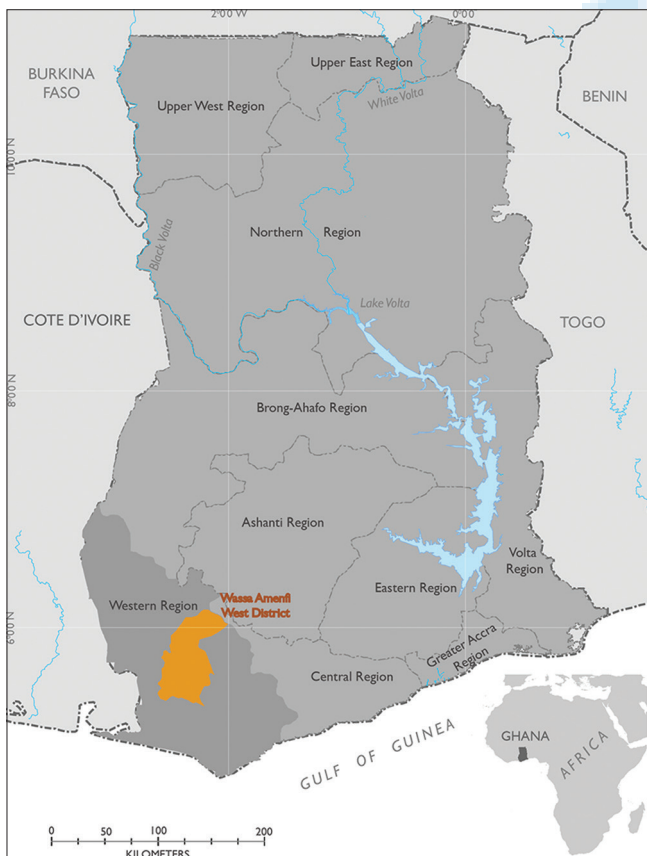 2°00'W
0°00'
BURKINA
FASO
Upper East Region
BENIN
Upper West Region
White Volta
10°00'N
Black Volta
Northern Region
Lake Volta
COTE D'IVOIRE
TOGO
8°00'N
Brong-Ahafo Region
Ashanti Region
Volta
Region
Eastern Region
Wassa Amenfi
West District
Western Region
6°00'N
Greater Accra
Region
Central Region
GULF OF GUINEA
GHANA
AFRICA
0 50 100 200
KILOMETERS